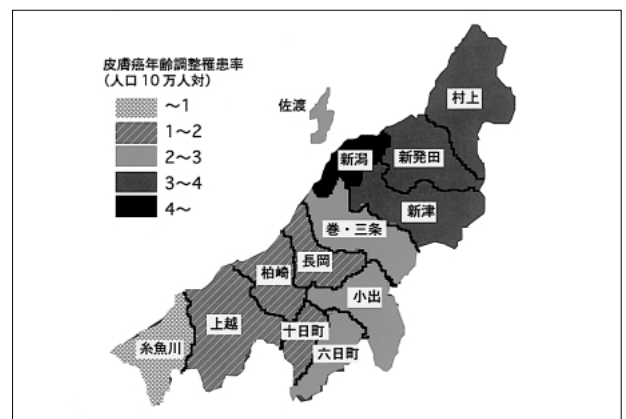 皮膚癌年齢調整罹患率
(人口10万人対)
〜1
1〜2
2〜3
3〜4
4〜
村上
佐渡
新潟
新発田
新津
巻・三条
長岡
柏崎
小出
上越
十日町
六日町
糸魚川